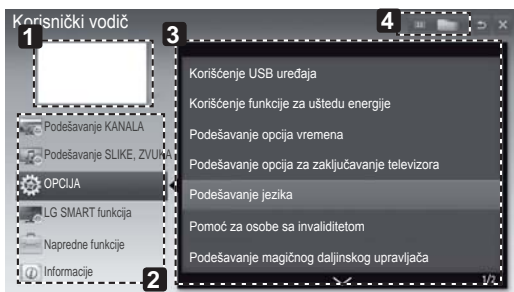 Korisnički vodič
1
3
4
Podešavanje KANALA
Podešavanje SLIKE, ZVUKA
OPCIJA
LG SMART funkcija
Napredne funkcije
Informacije
2
Korišćenje USB uređaja
Korišćenje funkcije za uštedu energije
Podešavanje opcija vremena
Podešavanje opcija za zaključavanje televizora
Podešavanje jezika
Pomoć za osobe sa invaliditetom
Podešavanje magičnog daljinskog upravljača
1/2